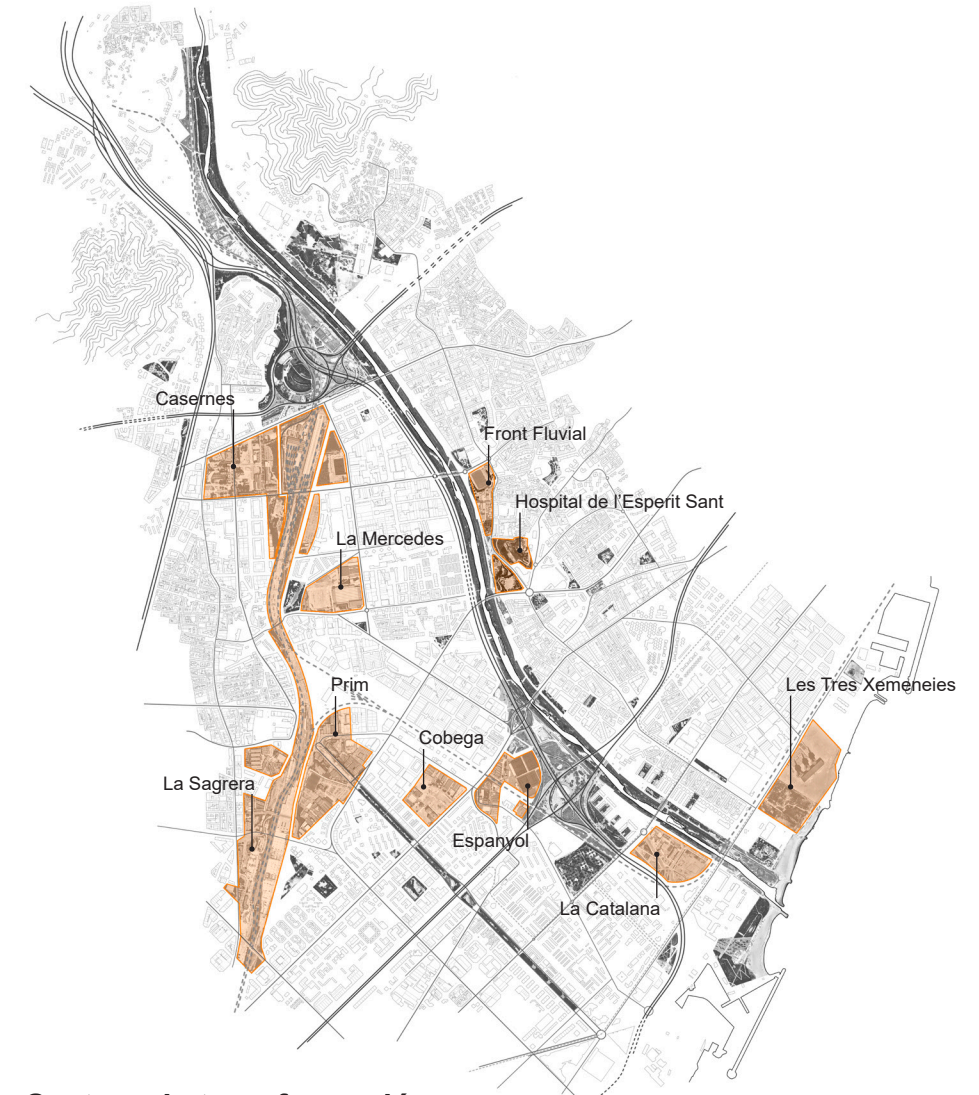 Casernes
Front Fluvial
Hospital de l'Esperit Sant
La Mercedes
Prim
Les Tres Xemeneies
Cobega
La Sagrera
Espanyol
La Catalana